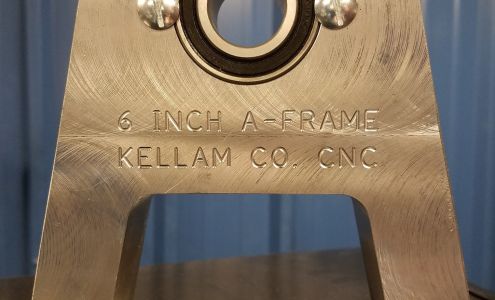 6 INCH A-FRAME
KELLAM CO. CNC